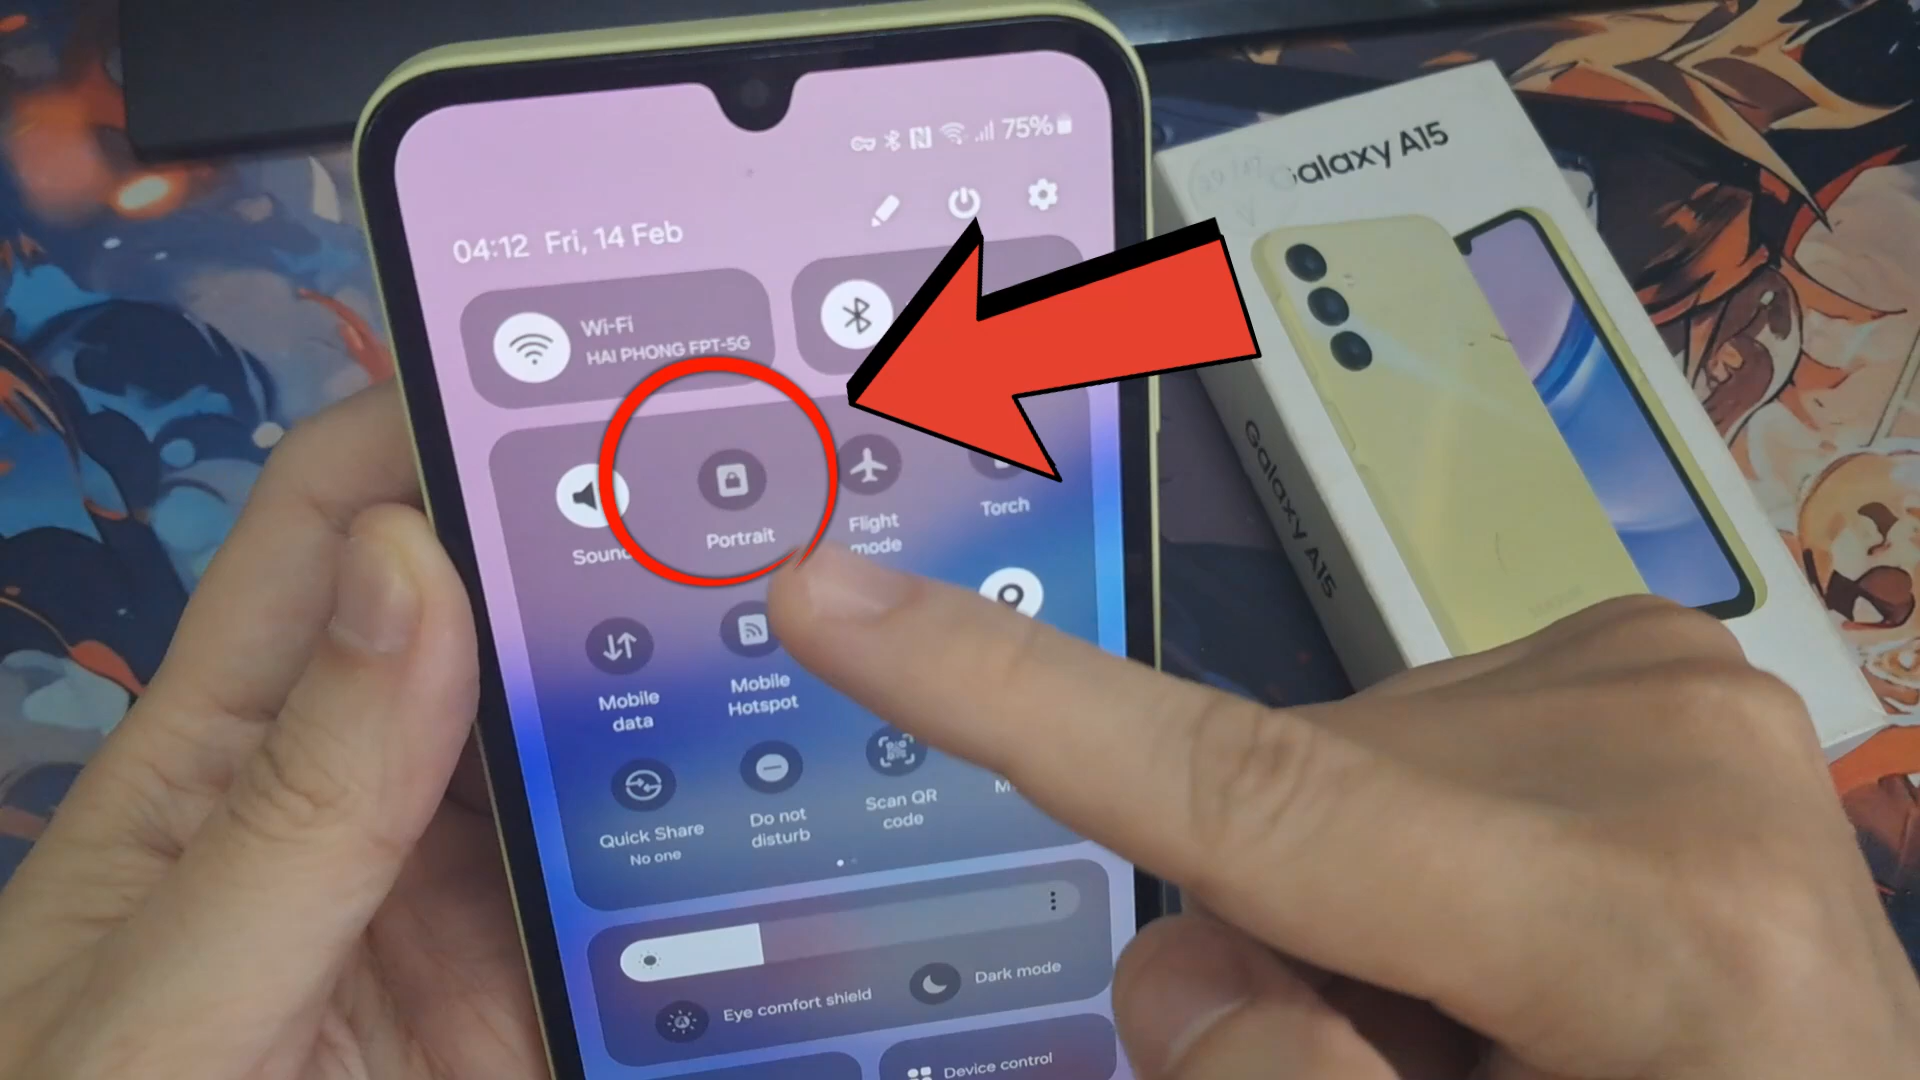 75%
04:12 Fri, 14 Feb
Wi-Fi
HAI PHONG FPT-5G
Sound
Portrait
Flight
mode
Torch
Mobile
data
Mobile
Hotspot
Quick Share
No one
Do not
disturb
Scan QR
code
Eye comfort shield
Dark mode
Device control
Galaxy A15
Galaxy A15